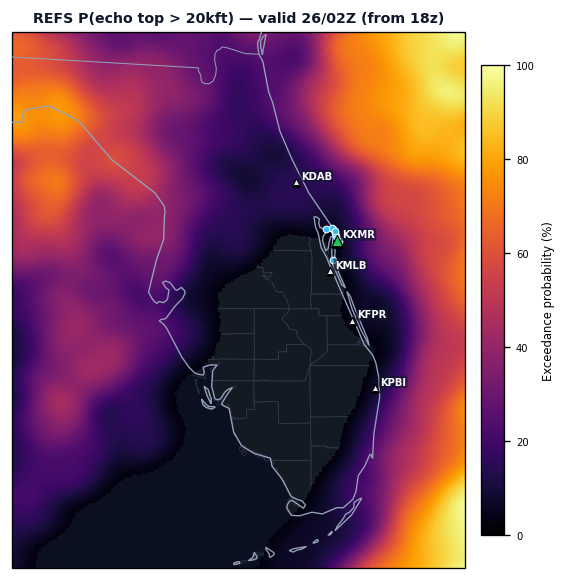 REFS P(echo top > 20kft) — valid 26/02Z (from 18z)
KDAB
KXMR
KMLB
KFPR
KPBI
100
80
60
40
20
0
Exceedance probability (%)